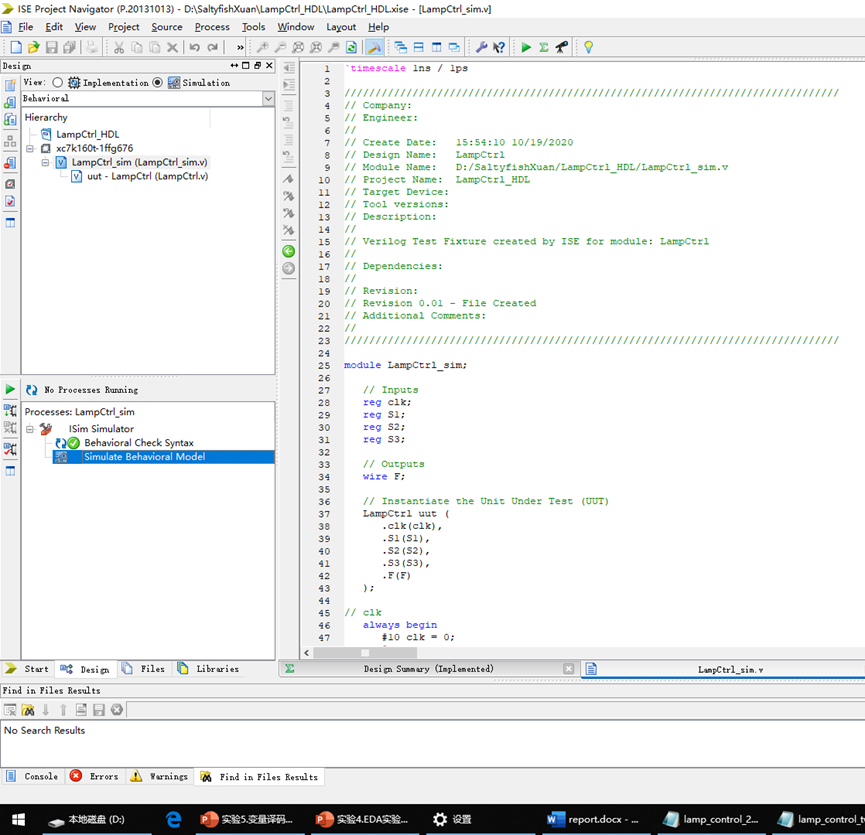 ISE Project Navigator (P.20131013) - D:\SaltyfishXuan\LampCtrl_HDL\LampCtrl_HDL.xise - [LampCtrl_sim.v]
File Edit View Project Source Process Tools Window Layout Help
Design
View: Implementation Simulation
Behavioral
Hierarchy
LampCtrl_HDL
xc7k160t-1ffg676
LampCtrl_sim (LampCtrl_sim.v)
uut - LampCtrl (LampCtrl.v)
No Processes Running
Processes: LampCtrl_sim
ISim Simulator
Behavioral Check Syntax
Simulate Behavioral Model
Start Design Files Libraries
1 `timescale 1ns / 1ps
2
3 ////////////////////////////////////////////////////////////////////////////////
4 // Company:
5 // Engineer:
6 //
7 // Create Date: 15:54:10 10/19/2020
8 // Design Name: LampCtrl
9 // Module Name: D:/SaltyfishXuan/LampCtrl_HDL/LampCtrl_sim.v
10 // Project Name: LampCtrl_HDL
11 // Target Device:
12 // Tool versions:
13 // Description:
14 //
15 // Verilog Test Fixture created by ISE for module: LampCtrl
16 //
17 // Dependencies:
18 //
19 // Revision:
20 // Revision 0.01 - File Created
21 // Additional Comments:
22 //
23 ////////////////////////////////////////////////////////////////////////////////
24
25 module LampCtrl_sim;
26
27 // Inputs
28 reg clk;
29 reg S1;
30 reg S2;
31 reg S3;
32
33 // Outputs
34 wire F;
35
36 // Instantiate the Unit Under Test (UUT)
37 LampCtrl uut (
38 .clk(clk),
39 .S1(S1),
40 .S2(S2),
41 .S3(S3),
42 .F(F)
43 );
44
45 // clk
46 always begin
47 #10 clk = 0;
Design Summary (Implemented) LampCtrl_sim.v
Find in Files Results
No Search Results
Console Errors Warnings Find in Files Results
本地磁盘 (D:) 实验5.变量译码... 实验4.EDA实验... 设置 report.docx - ... lamp_control_2... lamp_control_t